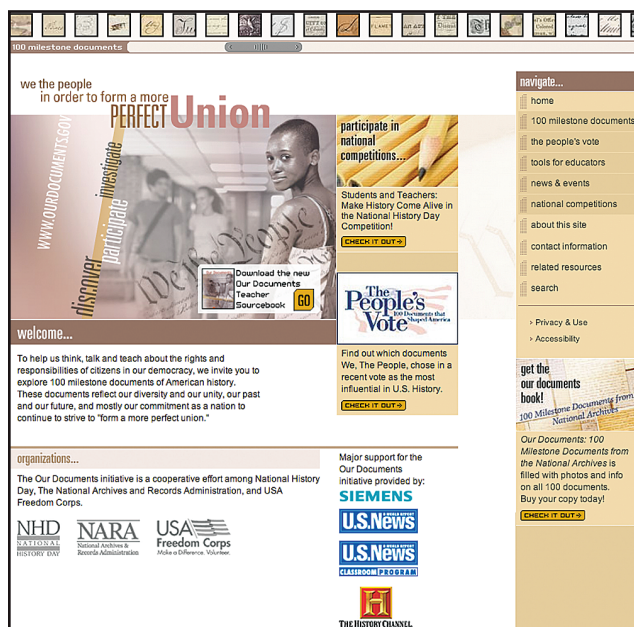 100 milestone documents
we the people
in order to form a more
PERFECT Union
WWW.OURDOCUMENTS.GOV
discover
participate
investigate
We the People
Download the new
Our Documents
Teacher
Sourcebook
GO
participate in
national
competitions...
Students and Teachers:
Make History Come Alive in
the National History Day
Competition!
CHECK IT OUT
The
People's
Vote
100 Documents that
Shaped America
Find out which documents
We, The People, chose in a
recent vote as the most
influential in U.S. History.
CHECK IT OUT
welcome...
To help us think, talk and teach about the rights and
responsibilities of citizens in our democracy, we invite you to
explore 100 milestone documents of American history.
These documents reflect our diversity and our unity, our past
and our future, and mostly our commitment as a nation to
continue to strive to "form a more perfect union."
organizations...
The Our Documents initiative is a cooperative effort among National History
Day, The National Archives and Records Administration, and USA
Freedom Corps.
NHD
NATIONAL
HISTORY DAY
NARA
National Archives &
Records Administration
USA
Freedom Corps
Make a Difference. Volunteer.
Major support for the
Our Documents
initiative provided by:
SIEMENS
U.S.News
& WORLD REPORT
U.S.News
& WORLD REPORT
CLASSROOM PROGRAM
H
THE HISTORY CHANNEL.
navigate...
home
100 milestone documents
the people's vote
tools for educators
news & events
national competitions
about this site
contact information
related resources
search
› Privacy & Use
› Accessibility
get the
our documents
book!
100 Milestone Documents from
National Archives
Our Documents: 100
Milestone Documents from
the National Archives is
filled with photos and info
on all 100 documents.
Buy your copy today!
CHECK IT OUT